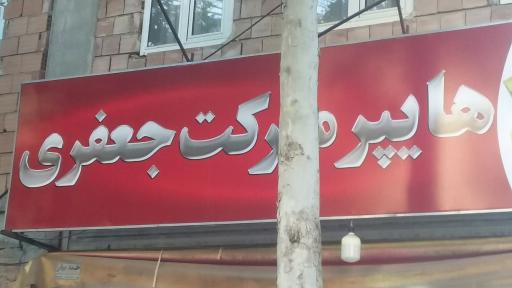 هایپر مارکت جعفری